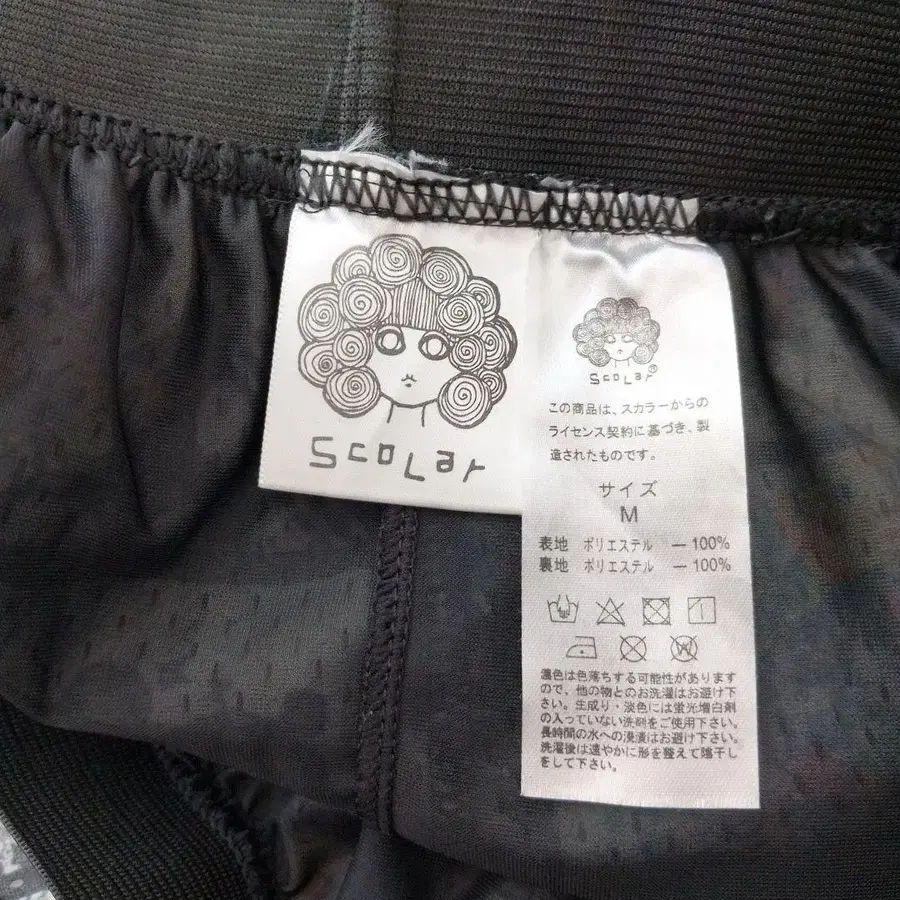 ScoLar
ScoLar®
この商品は、スカラーからの
ライセンス契約に基づき、製
造されたものです。
サイズ
M
表地 ポリエステル ー100%
裏地 ポリエステル ー100%
濃色は色落ちする可能性があります
ので、他の物とのお洗濯はお避け下
さい。生成り・淡色には蛍光増白剤
の入っていない洗剤をご使用下さい。
長時間の水への浸漬はお避け下さい。
洗濯後は速やかに形を整えて陰干し
をして下さい。